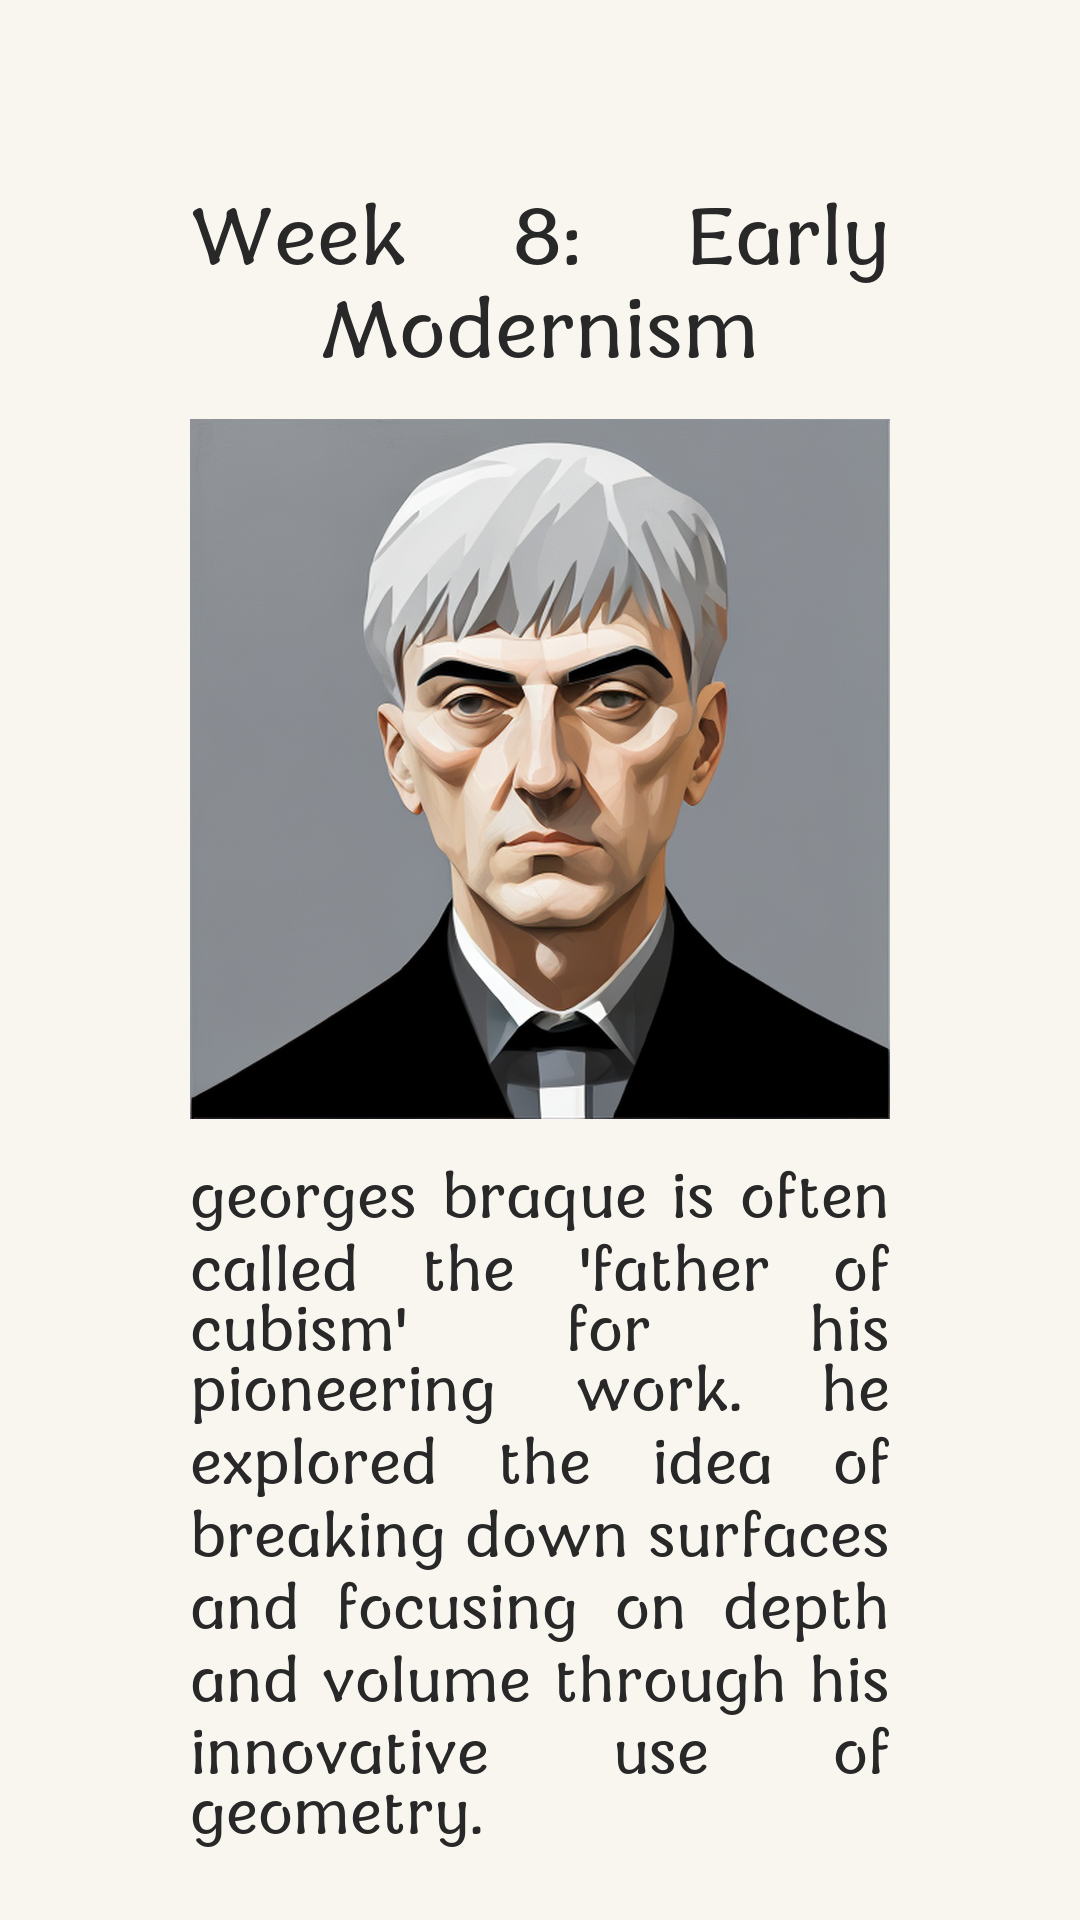 Week 8: Early
Modernism
georges braque is often
called the 'father of
cubism' for his
pioneering work. he
explored the idea of
breaking down surfaces
and focusing on depth
and volume through his
innovative use of
geometry.